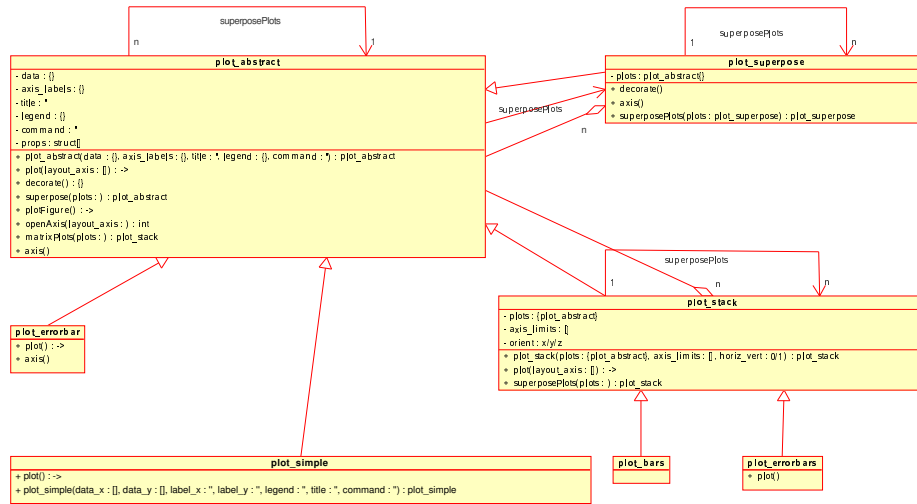 superposePlots
n
1
plot_abstract
- data : {}
- axis_labels : {}
- title : ''
- legend : {}
- command : ''
- props : struct[]
+ plot_abstract(data : {}, axis_labels : {}, title : '', legend : {}, command : '') : plot_abstract
+ plot(layout_axis : []) : ->
+ decorate() : {}
+ superpose(plots : ) : plot_abstract
+ plotFigure() : ->
+ openAxis(layout_axis : ) : int
+ matrixPlots(plots : ) : plot_stack
+ axis()
superposePlots
1
n
plot_superpose
- plots : plot_abstract{}
+ decorate()
+ axis()
+ superposePlots(plots : plot_superpose) : plot_superpose
superposePlots
n
superposePlots
1
n
n
plot_stack
- plots : {plot_abstract}
- axis_limits : []
- orient : x/y/z
+ plot_stack(plots : {plot_abstract}, axis_limits : [], horiz_vert : 0/1) : plot_stack
+ plot(layout_axis : []) : ->
+ superposePlots(plots : ) : plot_stack
plot_errorbar
+ plot() : ->
+ axis()
plot_simple
+ plot() : ->
+ plot_simple(data_x : [], data_y : [], label_x : '', label_y : '', legend : '', title : '', command : '') : plot_simple
plot_bars
plot_errorbars
+ plot()